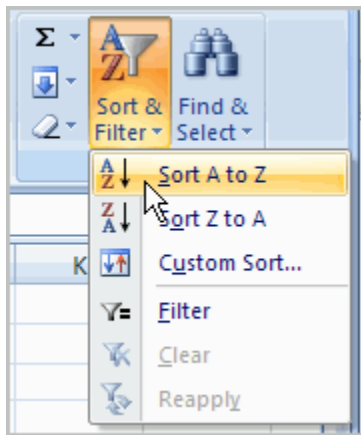 Σ
A
Z
Sort &
Filter
Find &
Select
A
Z
Sort A to Z
Z
A
Sort Z to A
K
Custom Sort...
Filter
Clear
Reapply